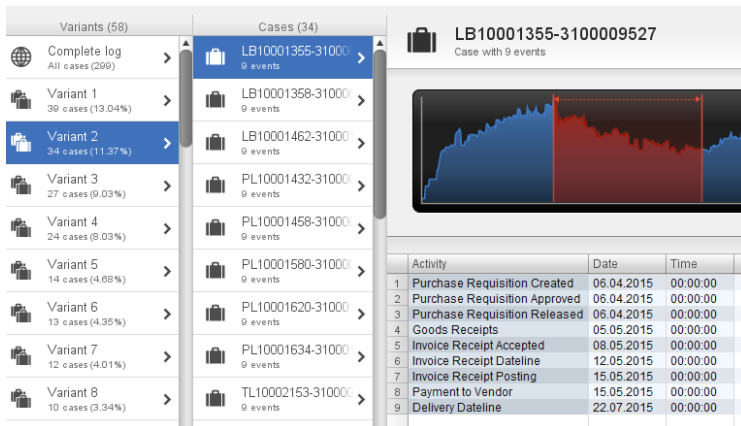 Variants (58)
Complete log
All cases (299)
Variant 1
39 cases (13.04%)
Variant 2
34 cases (11.37%)
Variant 3
27 cases (9.03%)
Variant 4
24 cases (8.03%)
Variant 5
14 cases (4.68%)
Variant 6
13 cases (4.35%)
Variant 7
12 cases (4.01%)
Variant 8
10 cases (3.34%)
Cases (34)
LB10001355-31000
9 events
LB10001358-31000
9 events
LB10001462-31000
9 events
PL10001432-31000
9 events
PL10001458-31000
9 events
PL10001580-31000
9 events
PL10001620-31000
9 events
PL10001634-31000
9 events
TL10002153-31000
9 events
LB10001355-3100009527
Case with 9 events
Activity Date Time
1 Purchase Requisition Created 06.04.2015 00:00:00
2 Purchase Requisition Approved 06.04.2015 00:00:00
3 Purchase Requisition Released 06.04.2015 00:00:00
4 Goods Receipts 05.05.2015 00:00:00
5 Invoice Receipt Accepted 08.05.2015 00:00:00
6 Invoice Receipt Dateline 12.05.2015 00:00:00
7 Invoice Receipt Posting 15.05.2015 00:00:00
8 Payment to Vendor 15.05.2015 00:00:00
9 Delivery Dateline 22.07.2015 00:00:00